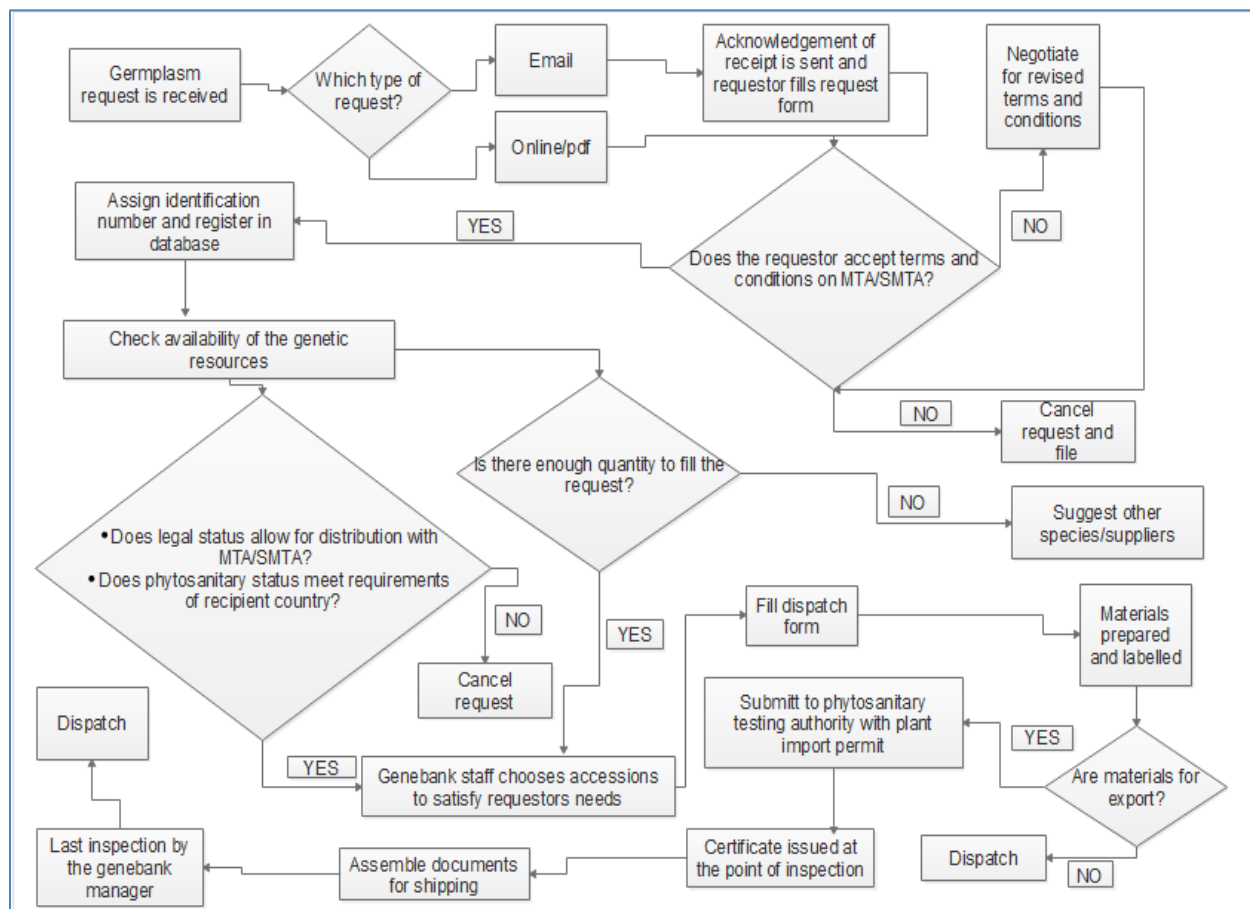 Germplasm
request is received
Which type of
request?
Email
Online/pdf
Acknowledgement of
receipt is sent and
requestor fills request
form
Negotiate
for revised
terms and
conditions
Does the requestor accept terms and
conditions on MTA/SMTA?
NO
YES
Assign identification
number and register in
database
Check availability of the genetic
resources
NO
Cancel
request and
file
Is there enough quantity to fill the
request?
NO
Suggest other
species/suppliers
• Does legal status allow for distribution with
MTA/SMTA?
• Does phytosanitary status meet requirements
of recipient country?
NO
Cancel
request
YES
YES
Genebank staff chooses accessions
to satisfy requestors needs
Fill dispatch
form
Materials
prepared
and labelled
Are materials for
export?
YES
Submitt to phytosanitary
testing authority with plant
import permit
NO
Dispatch
Certificate issued at
the point of inspection
Assemble documents
for shipping
Last inspection by
the genebank
manager
Dispatch